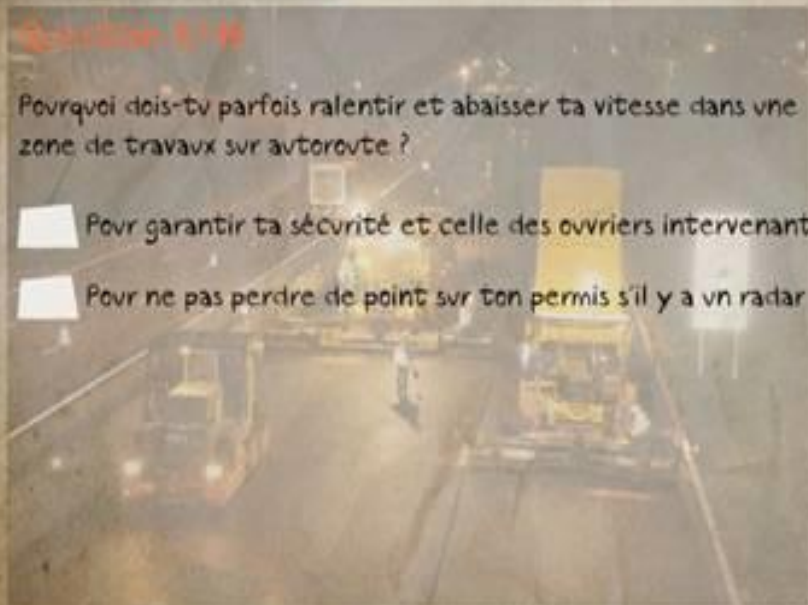 Question
Pourquoi dois-tu parfois ralentir et abaisser ta vitesse dans une
zone de travaux sur autoroute ?
Pour garantir ta sécurité et celle des ouvriers intervenant
Pour ne pas perdre de point sur ton permis s'il y a un radar